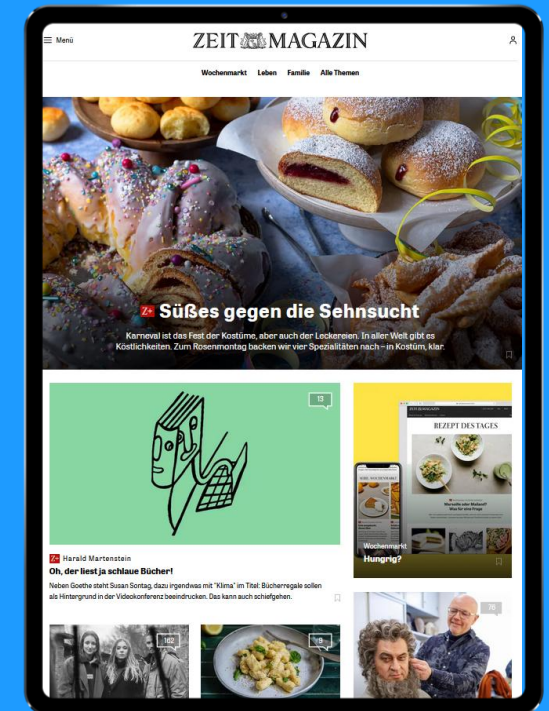 Menü
ZEIT MAGAZIN
Wochenmarkt Leben Familie Alle Themen
Z+ Süßes gegen die Sehnsucht
Karneval ist das Fest der Kostüme, aber auch der Leckereien. In aller Welt gibt es
Köstlichkeiten. Zum Rosenmontag backen wir vier Spezialitäten nach – in Kostüm, klar.
13
Z+ Harald Martenstein
Oh, der liest ja schlaue Bücher!
Neben Goethe steht Susan Sontag, dazu irgendwas mit "Klima" im Titel: Bücherregale sollen
als Hintergrund in der Videokonferenz beeindrucken. Das kann auch schiefgehen.
REZEPT DES TAGES
Wochenmarkt
Hungrig?
162
9
76